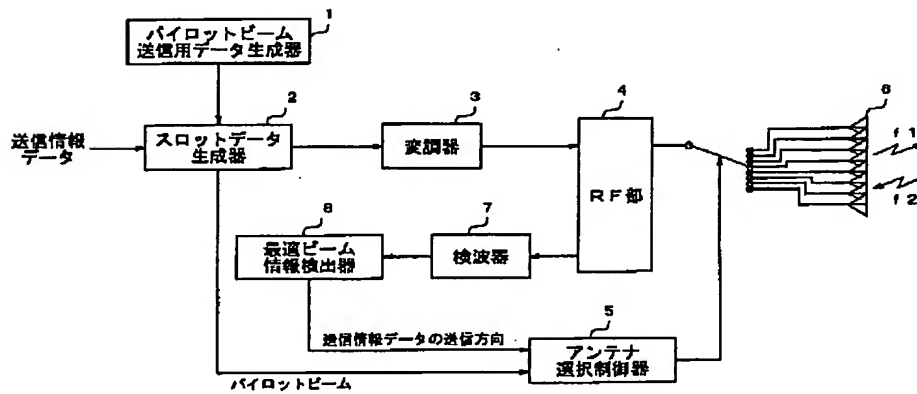 1
パイロットビーム
送信用データ生成器
2
3
4
6
送信情報
データ
スロットデータ
生成器
変調器
RF部
f1
f2
8
7
最適ビーム
情報検出器
検波器
5
送信情報データの送信方向
アンテナ
選択制御器
パイロットビーム